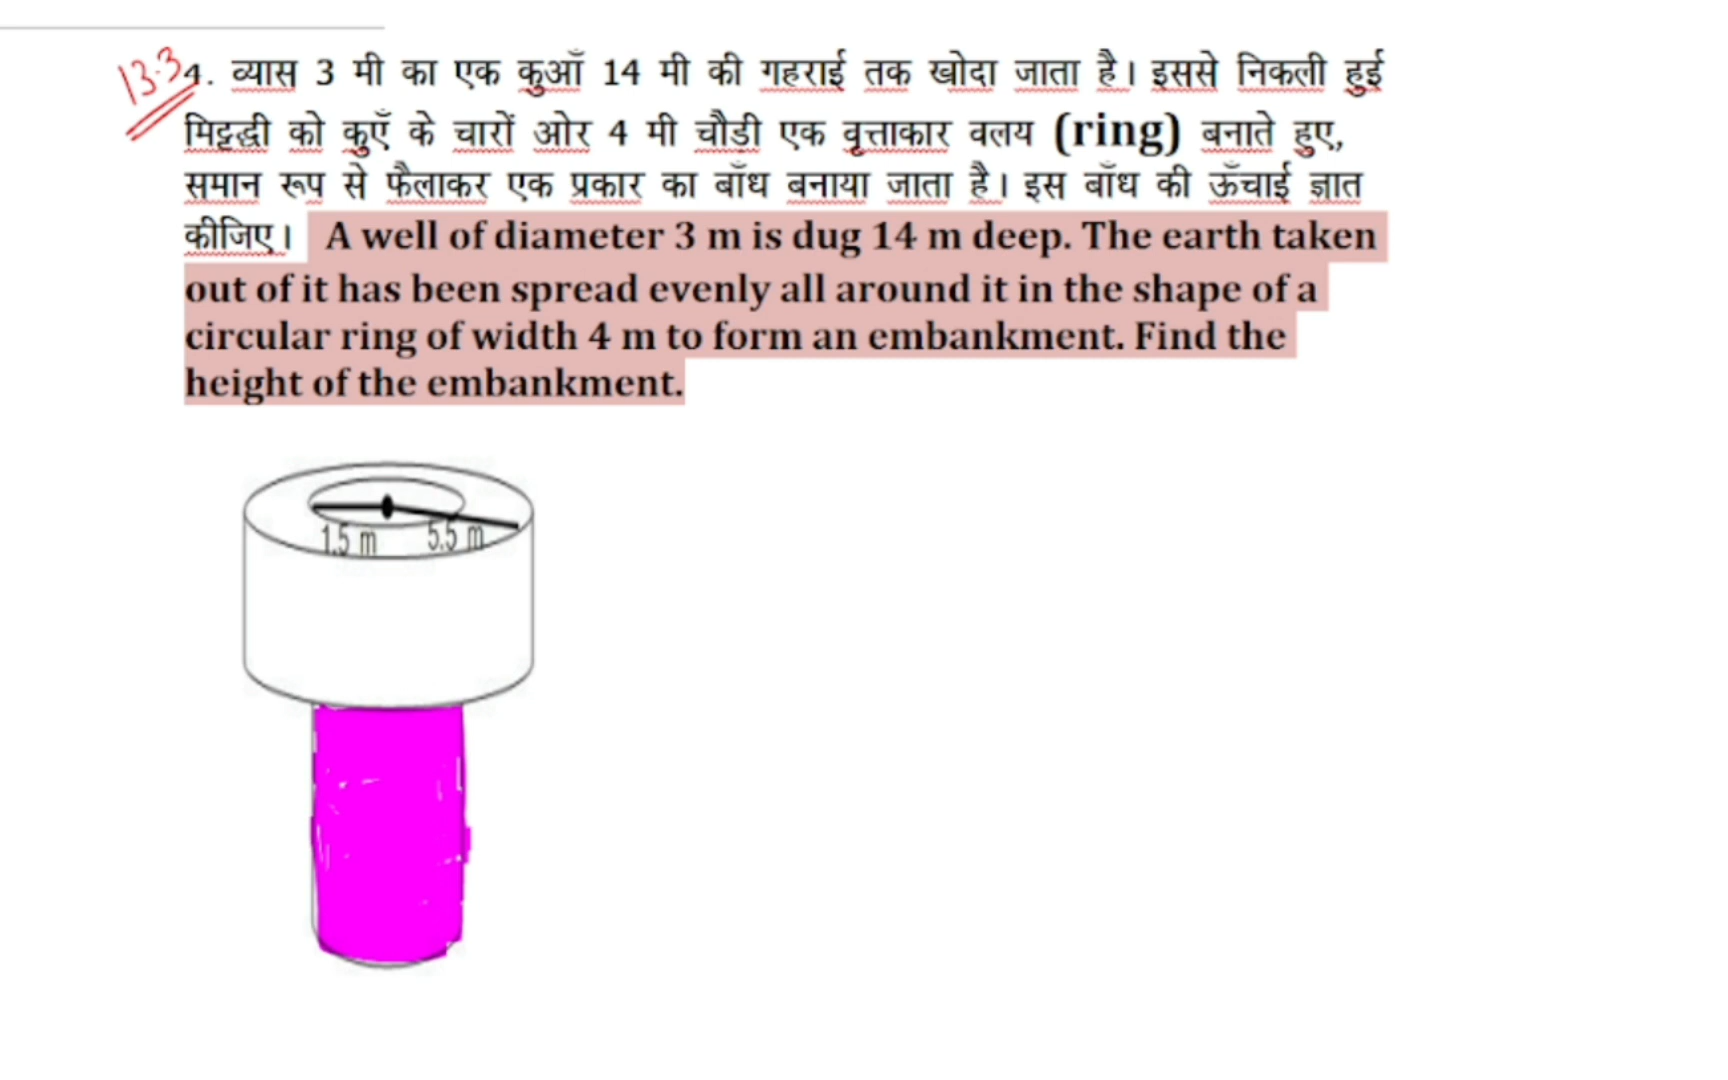 13.3
4. व्यास 3 मी का एक कुआँ 14 मी की गहराई तक खोदा जाता है। इससे निकली हुई
मिट्टद्धी को कुएँ के चारों ओर 4 मी चौड़ी एक वृत्ताकार वलय (ring) बनाते हुए,
समान रूप से फैलाकर एक प्रकार का बाँध बनाया जाता है। इस बाँध की ऊँचाई ज्ञात
कीजिए। A well of diameter 3 m is dug 14 m deep. The earth taken
out of it has been spread evenly all around it in the shape of a
circular ring of width 4 m to form an embankment. Find the
height of the embankment.
1.5 m 5.5 m